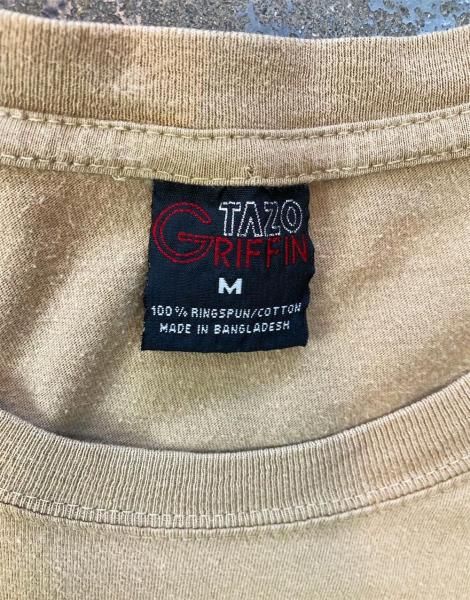 TAZO
GRIFFIN
M
100% RINGSPUN/COTTON
MADE IN BANGLADESH